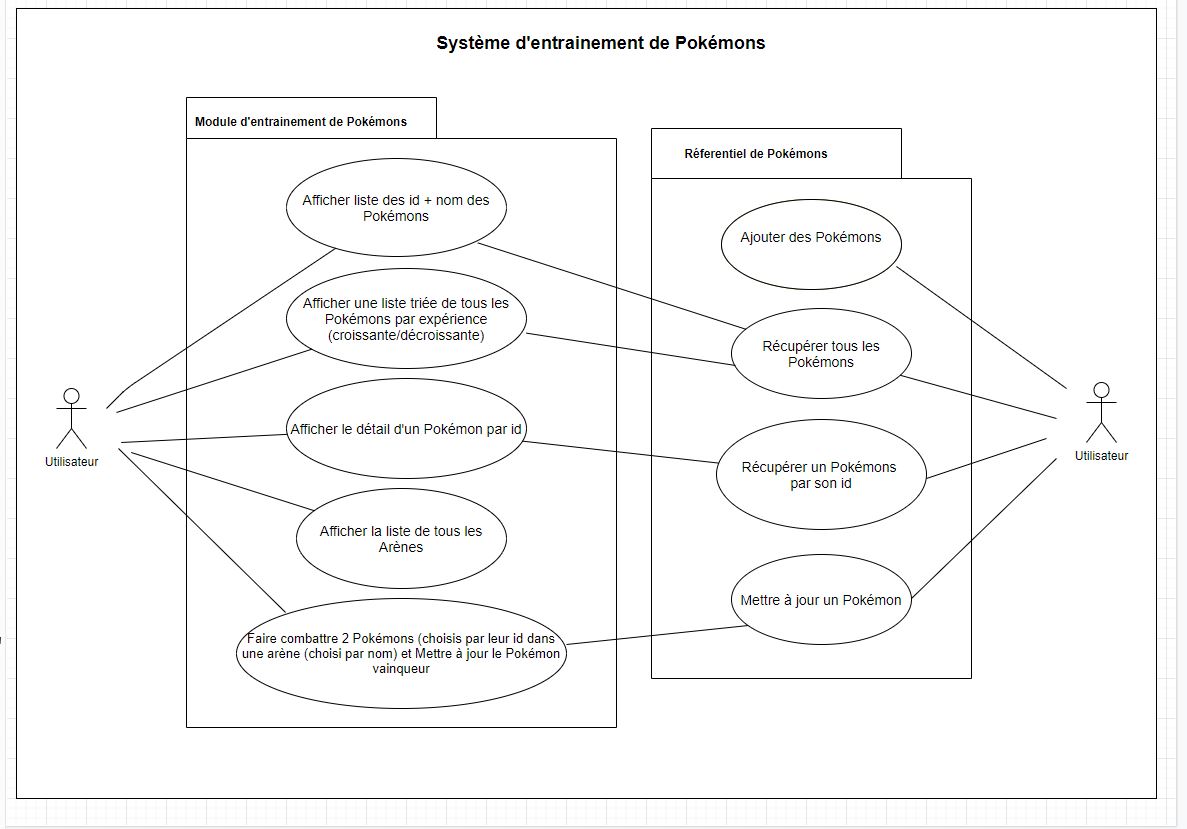 Système d'entrainement de Pokémons
Module d'entrainement de Pokémons
Afficher liste des id + nom des
Pokémons
Afficher une liste triée de tous les
Pokémons par expérience
(croissante/décroissante)
Afficher le détail d'un Pokémon par id
Afficher la liste de tous les
Arènes
Faire combattre 2 Pokémons (choisis par leur id dans
une arène (choisi par nom) et Mettre à jour le Pokémon
vainqueur
Utilisateur
Réferentiel de Pokémons
Ajouter des Pokémons
Récupérer tous les
Pokémons
Récupérer un Pokémons
par son id
Mettre à jour un Pokémon
Utilisateur